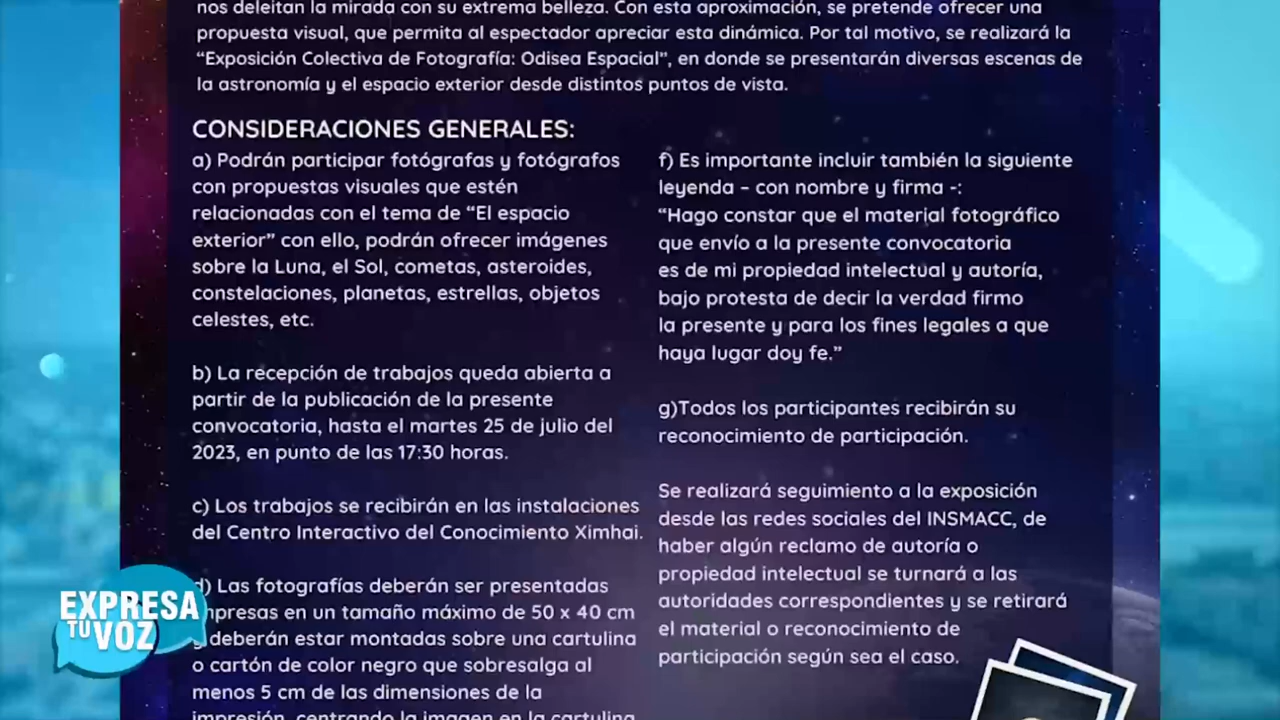 nos deleitan la mirada con su extrema belleza. Con esta aproximación, se pretende ofrecer una
propuesta visual, que permita al espectador apreciar esta dinámica. Por tal motivo, se realizará la
“Exposición Colectiva de Fotografía: Odisea Espacial”, en donde se presentarán diversas escenas de
la astronomía y el espacio exterior desde distintos puntos de vista.
CONSIDERACIONES GENERALES:
a) Podrán participar fotógrafas y fotógrafos
con propuestas visuales que estén
relacionadas con el tema de “El espacio
exterior” con ello, podrán ofrecer imágenes
sobre la Luna, el Sol, cometas, asteroides,
constelaciones, planetas, estrellas, objetos
celestes, etc.
b) La recepción de trabajos queda abierta a
partir de la publicación de la presente
convocatoria, hasta el martes 25 de julio del
2023, en punto de las 17:30 horas.
c) Los trabajos se recibirán en las instalaciones
del Centro Interactivo del Conocimiento Ximhai.
d) Las fotografías deberán ser presentadas
impresas en un tamaño máximo de 50 x 40 cm
deberán estar montadas sobre una cartulina
o cartón de color negro que sobresalga al
menos 5 cm de las dimensiones de la
impresión, centrando la imagen en la cartulina
f) Es importante incluir también la siguiente
leyenda – con nombre y firma -:
“Hago constar que el material fotográfico
que envío a la presente convocatoria
es de mi propiedad intelectual y autoría,
bajo protesta de decir la verdad firmo
la presente y para los fines legales a que
haya lugar doy fe.”
g)Todos los participantes recibirán su
reconocimiento de participación.
Se realizará seguimiento a la exposición
desde las redes sociales del INSMACC, de
haber algún reclamo de autoría o
propiedad intelectual se turnará a las
autoridades correspondientes y se retirará
el material o reconocimiento de
participación según sea el caso.
EXPRESA
TU VOZ